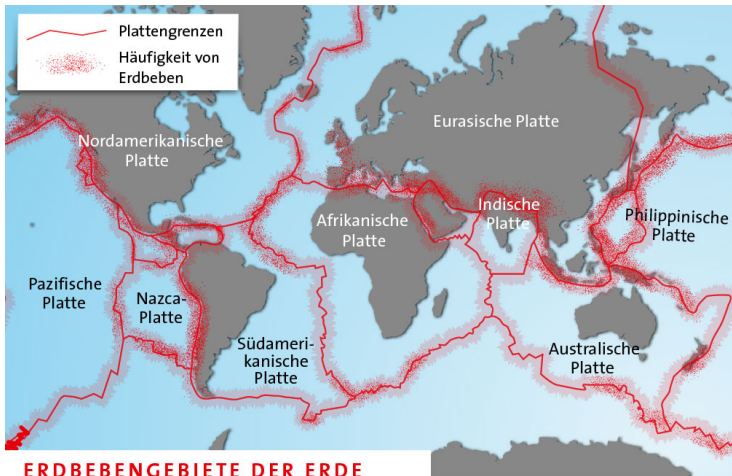 Plattengrenzen
Häufigkeit von
Erdbeben
Nordamerikanische
Platte
Eurasische Platte
Afrikanische
Platte
Indische
Platte
Philippinische
Platte
Pazifische
Platte
Nazca-
Platte
Südameri-
kanische
Platte
Australische
Platte
ERDBEBENGEBIETE DER ERDE